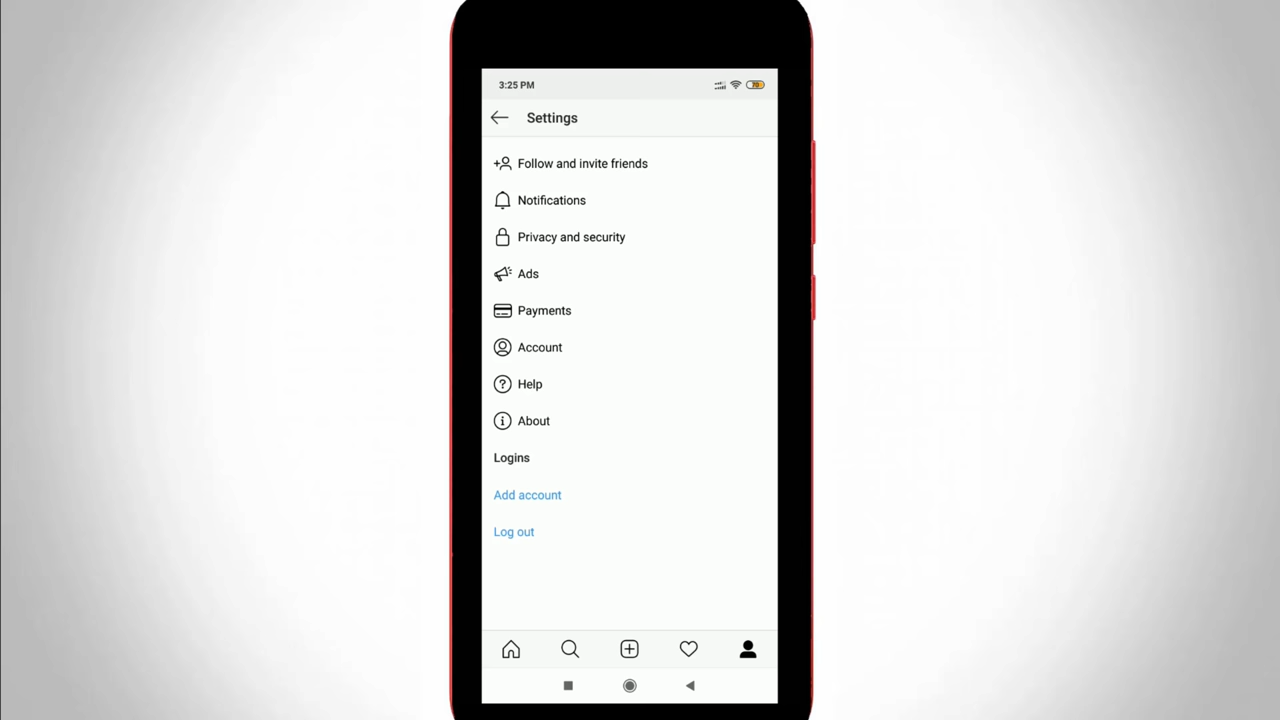 3:25 PM
70
Settings
Follow and invite friends
Notifications
Privacy and security
Ads
Payments
Account
Help
About
Logins
Add account
Log out